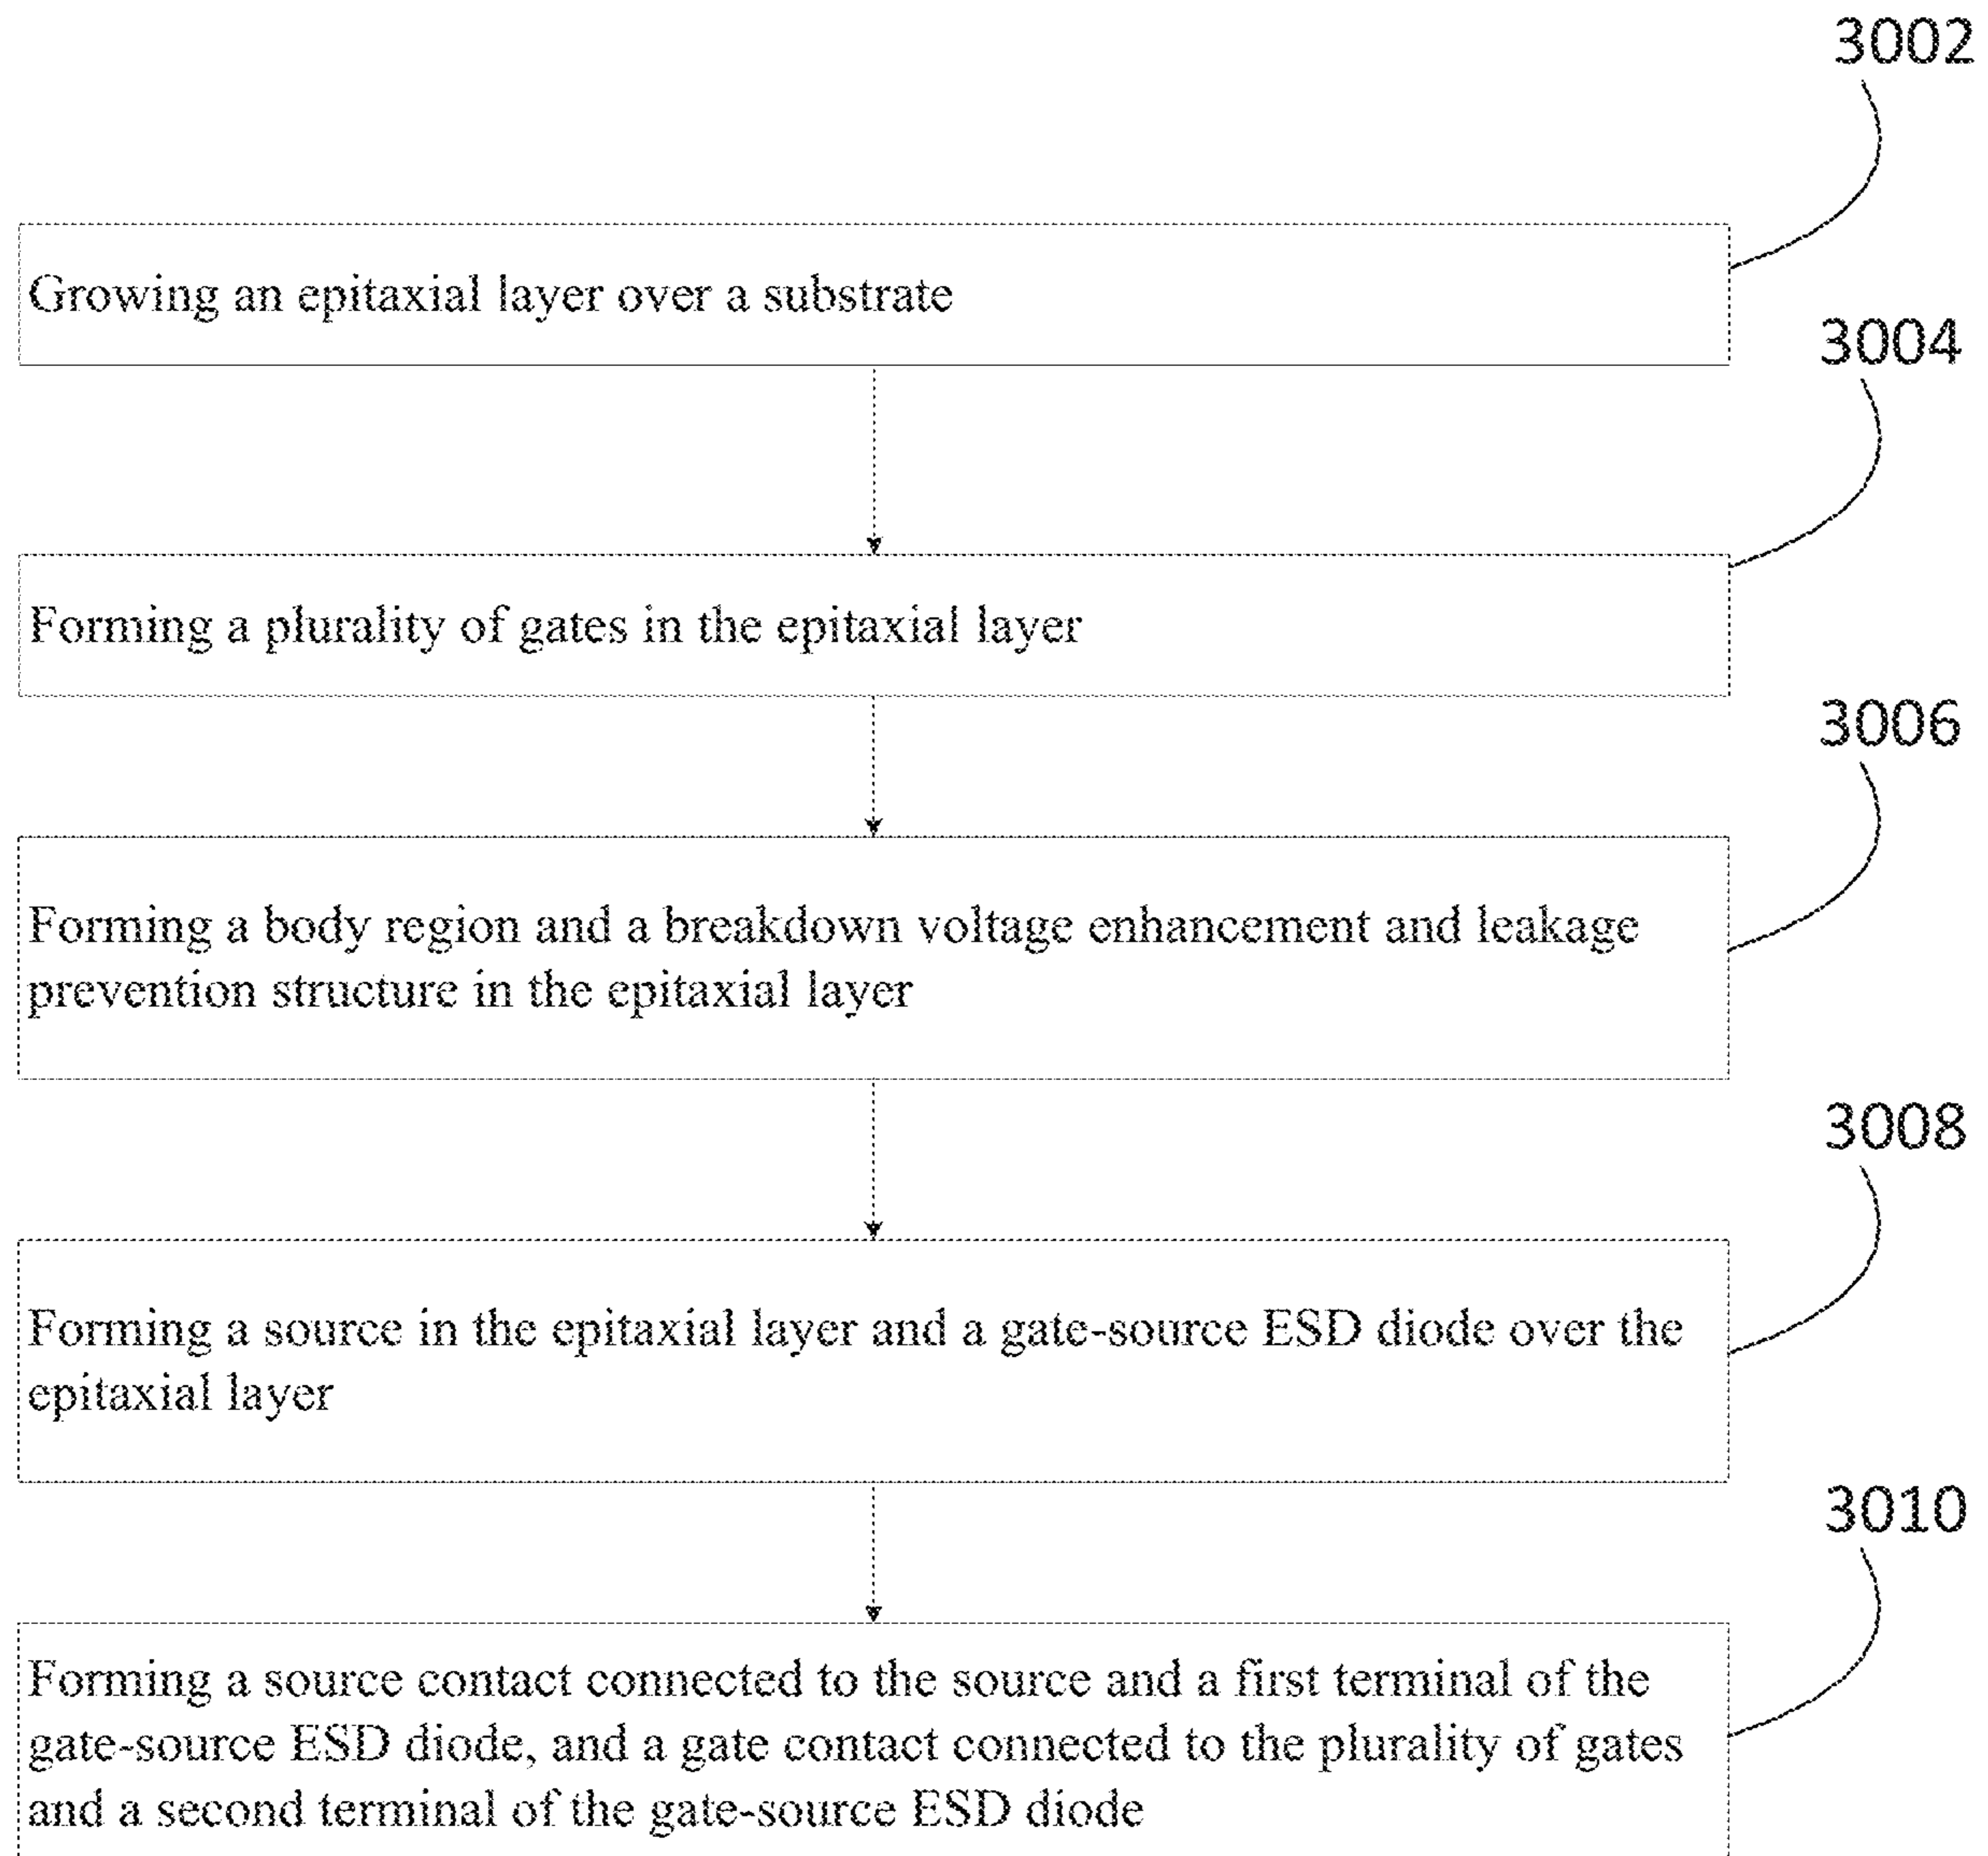 3002
Growing an epitaxial layer over a substrate
3004
Forming a plurality of gates in the epitaxial layer
3006
Forming a body region and a breakdown voltage enhancement and leakage
prevention structure in the epitaxial layer
3008
Forming a source in the epitaxial layer and a gate-source ESD diode over the
epitaxial layer
3010
Forming a source contact connected to the source and a first terminal of the
gate-source ESD diode, and a gate contact connected to the plurality of gates
and a second terminal of the gate-source ESD diode